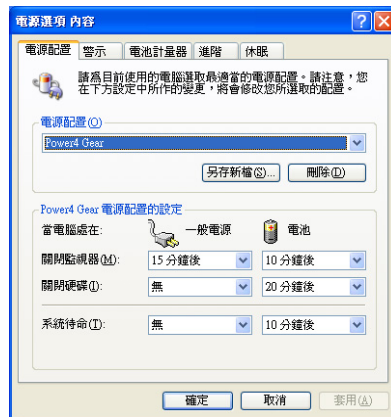 電源選項 內容
電源配置 警示 電池計量器 進階 休眠
請為目前使用的電腦選取最適當的電源配置。請注意，您
在下方設定中所作的變更，將會修改您所選取的配置。
電源配置(O)
Power4 Gear
另存新檔(S)... 刪除(D)
Power4 Gear 電源配置的設定
當電腦處在: 一般電源 電池
關閉監視器(M): 15 分鐘後 10 分鐘後
關閉硬碟(I): 無 20 分鐘後
系統待命(T): 無 10 分鐘後
確定 取消 套用(A)